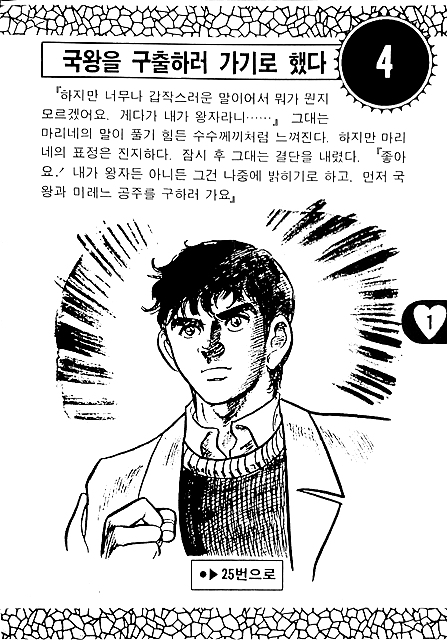 국왕을 구출하러 가기로 했다
4
『하지만 너무나 갑작스러운 말이어서 뭐가 뭔지
모르겠어요. 게다가 내가 왕자라니……』 그대는
마리네의 말이 풀기 힘든 수수께끼처럼 느껴진다. 하지만 마리
네의 표정은 진지하다. 잠시 후 그대는 결단을 내렸다. 『좋아
요.! 내가 왕자든 아니든 그건 나중에 밝히기로 하고, 먼저 국
왕과 미레느 공주를 구하러 가요』
1
●▶25번으로